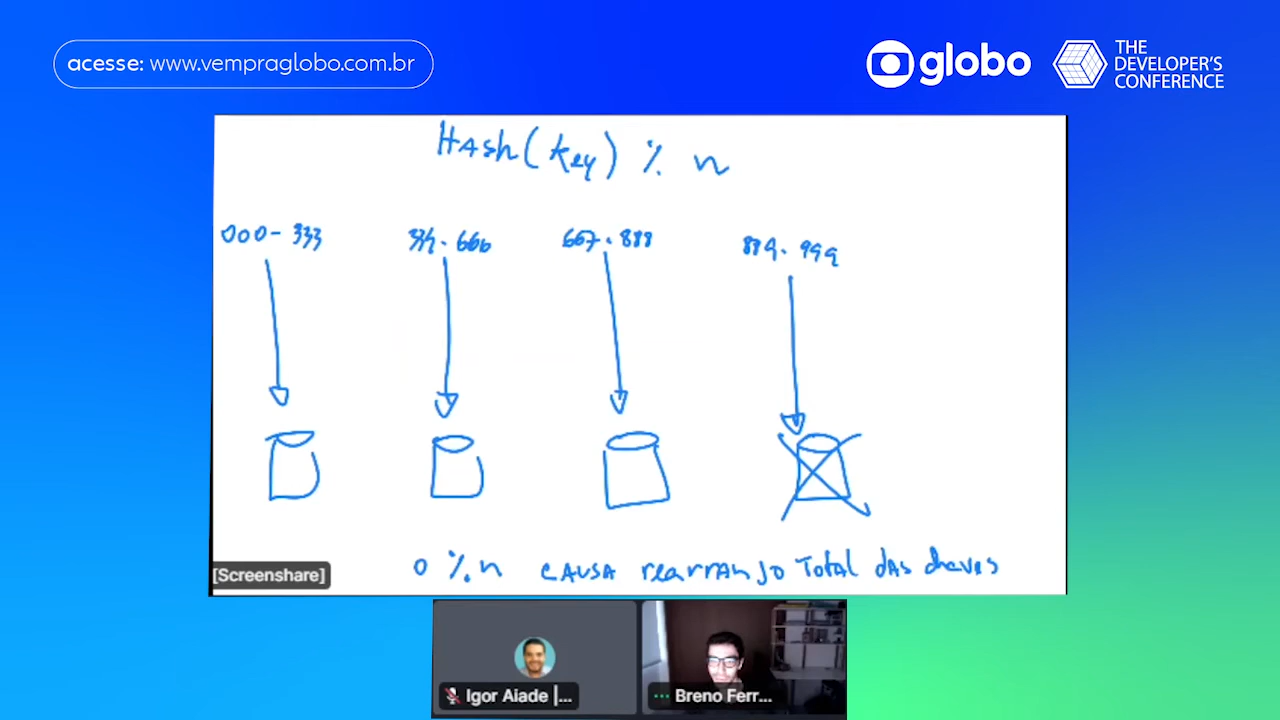 acesse: www.vempraglobo.com.br
globo
THE
DEVELOPER'S
CONFERENCE
HASh(key) % n
000-333
334-666
667-888
889-999
[Screenshare]
O %n CAUSA rearranjo Total das chaves
Igor Aiade |...
Breno Ferr...